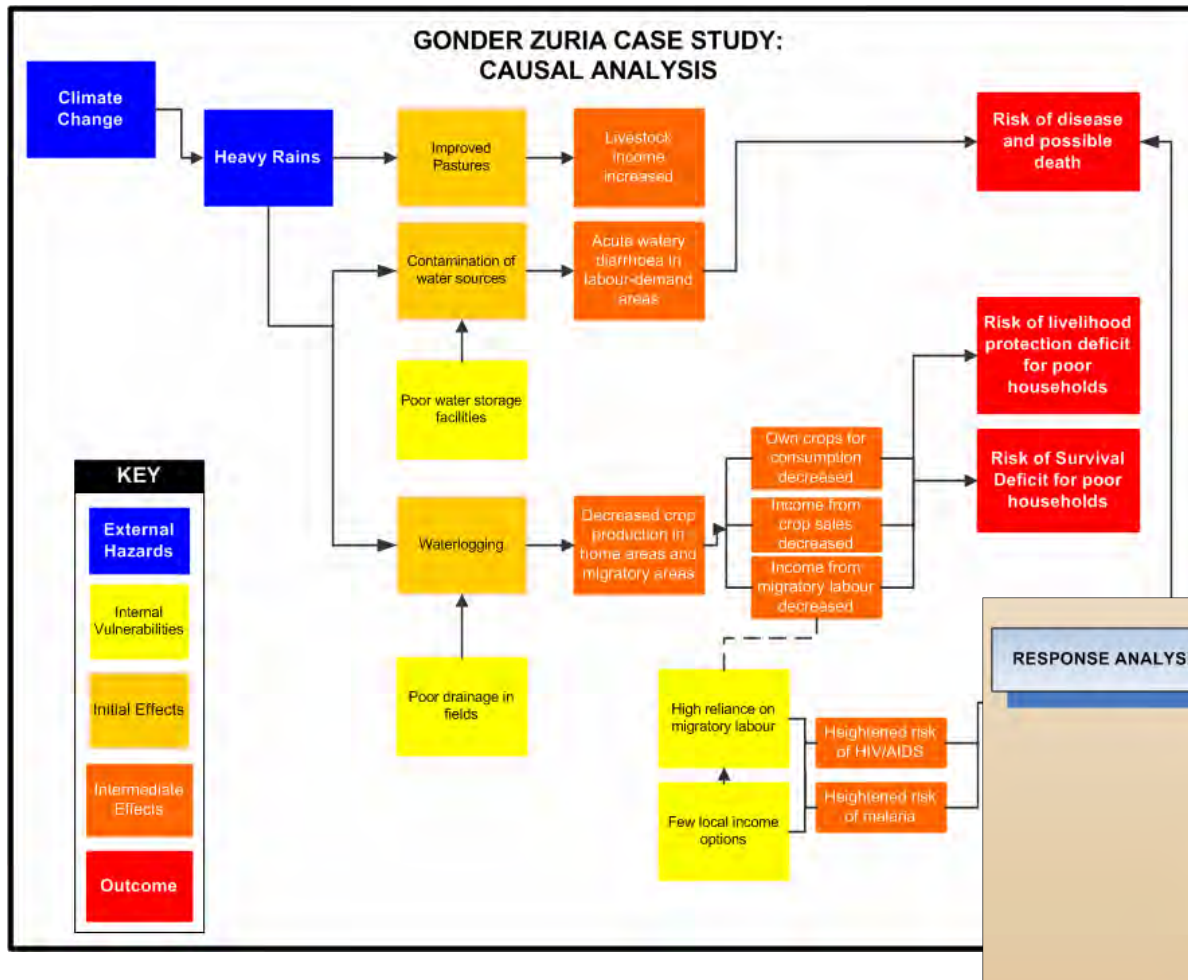 GONDER ZURIA CASE STUDY:
CAUSAL ANALYSIS
Climate
Change
Heavy Rains
Improved
Pastures
Livestock
Income
increased
Risk of disease
and possible
death
Contamination of
water sources
Acute watery
diarrhoea in
labour-demand
areas
Poor water storage
facilities
Risk of livelihood
protection deficit
for poor
households
Own crops for
consumption
decreased
Risk of Survival
Deficit for poor
households
Waterlogging
Decreased crop
production in
home areas and
migratory areas
Income from
crop sales
decreased
Income from
migratory labour
decreased
Poor drainage in
fields
High reliance on
migratory labour
Heightened risk
of HIV/AIDS
Few local income
options
Heightened risk
of malaria
RESPONSE ANALYS
KEY
External
Hazards
Internal
Vulnerabilities
Initial Effects
Intermediate
Effects
Outcome